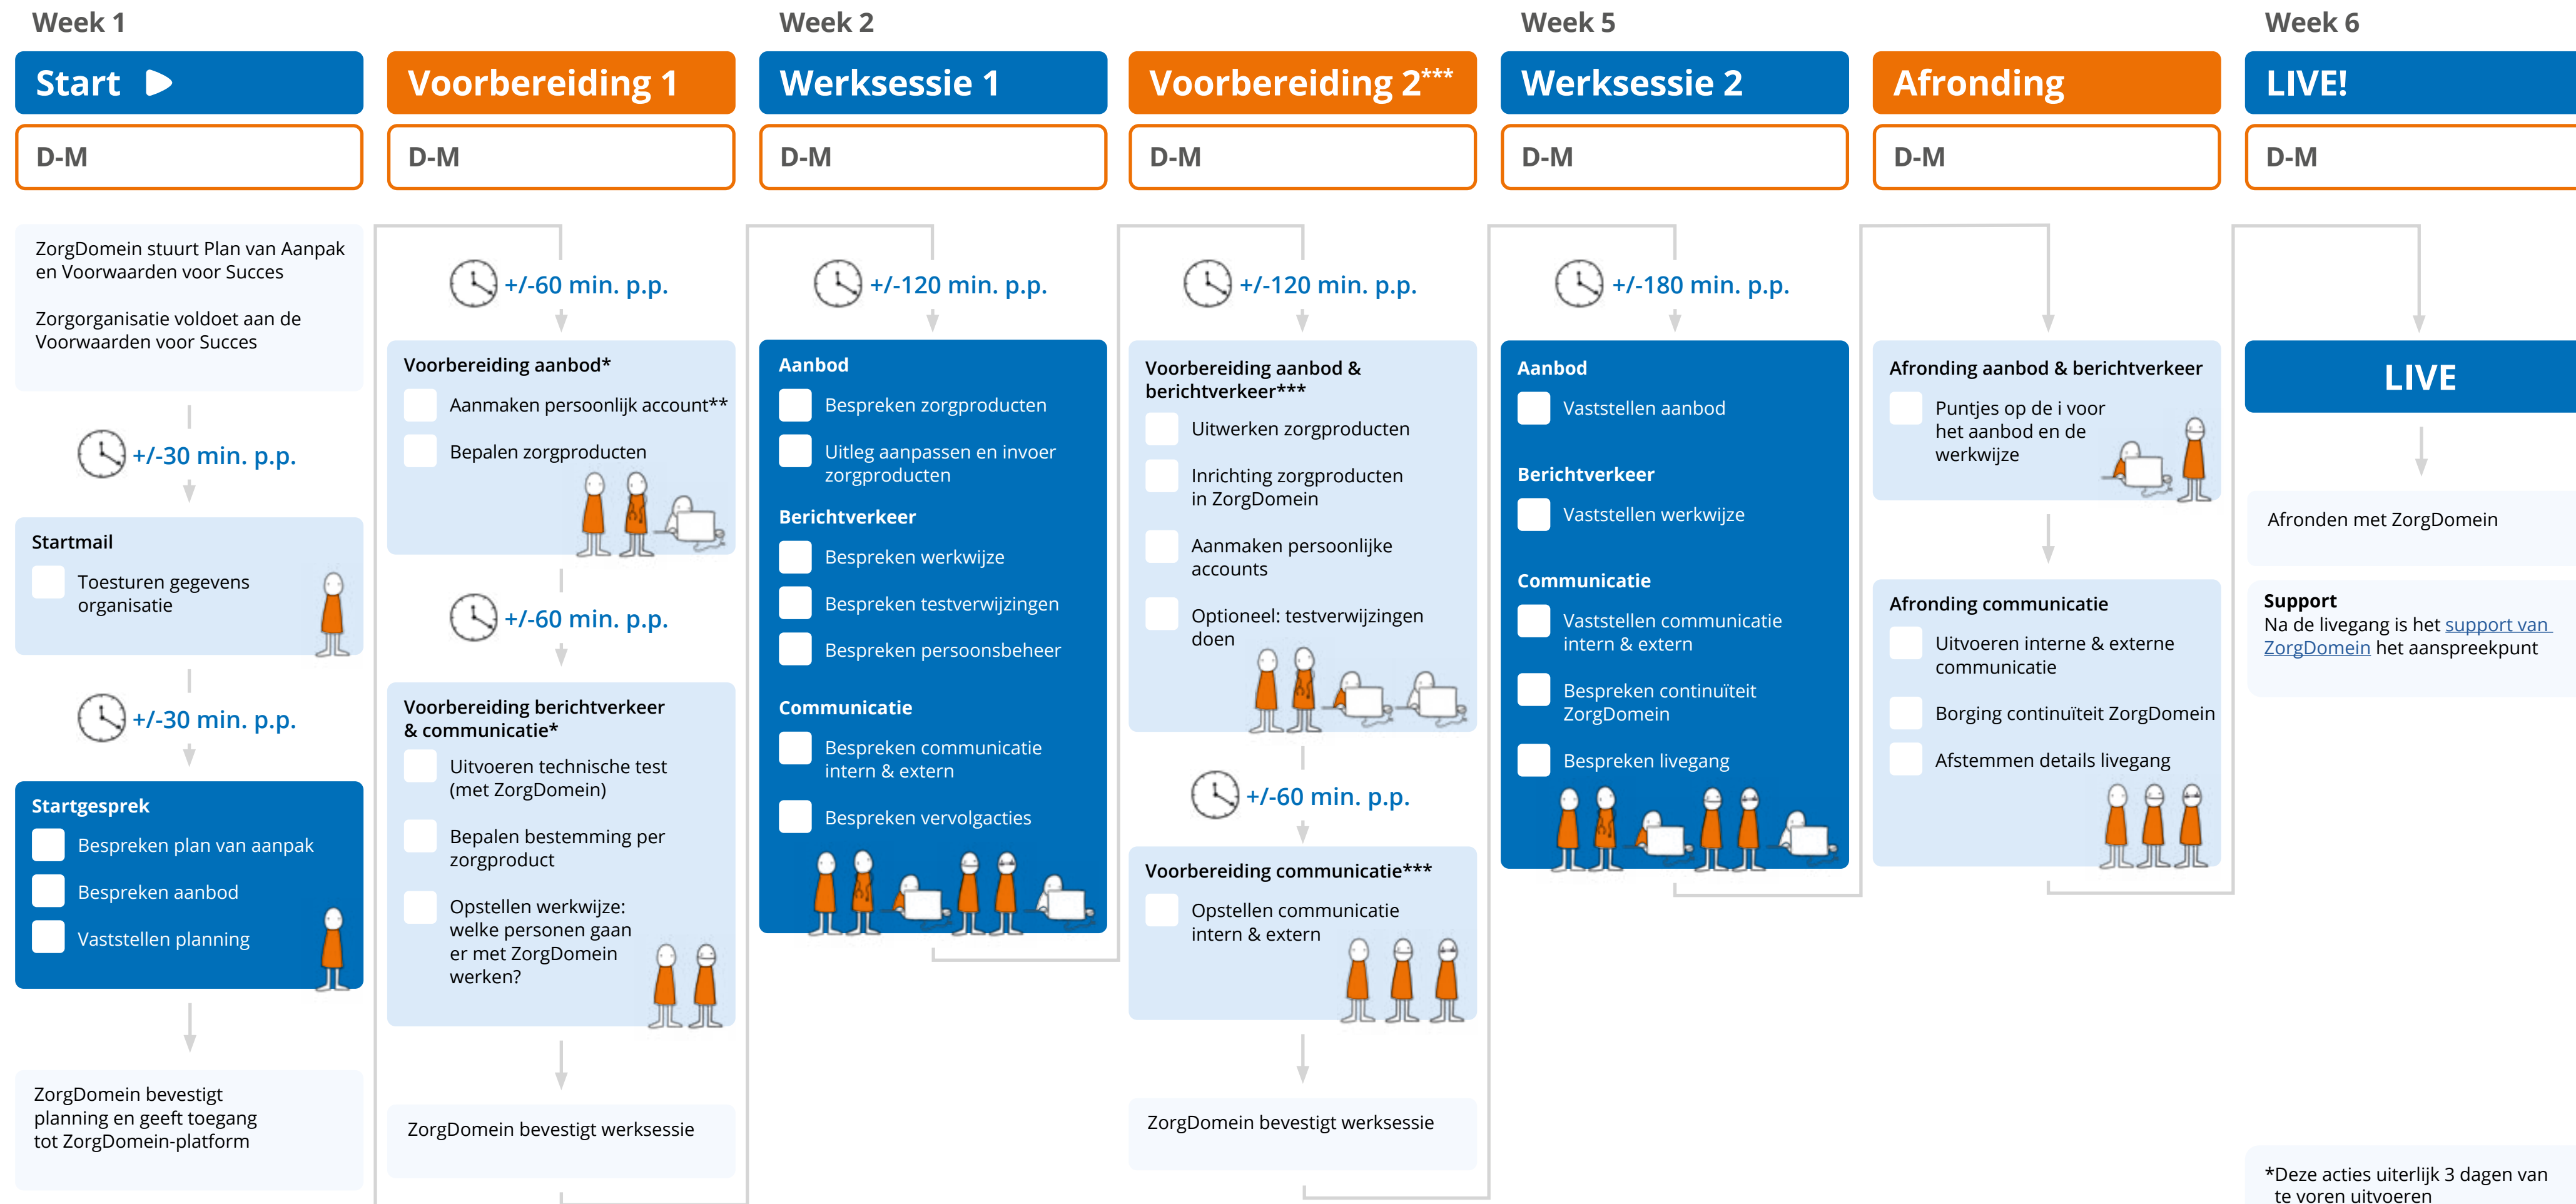 Week 1
Start
D-M
ZorgDomein stuurt Plan van Aanpak
en Voorwaarden voor Succes
Zorgorganisatie voldoet aan de
Voorwaarden voor Succes
+/-30 min. p.p.
Startmail
Toesturen gegevens
organisatie
+/-30 min. p.p.
Startgesprek
Bespreken plan van aanpak
Bespreken aanbod
Vaststellen planning
ZorgDomein bevestigt
planning en geeft toegang
tot ZorgDomein-platform
Voorbereiding 1
D-M
+/-60 min. p.p.
Voorbereiding aanbod*
Aanmaken persoonlijk account**
Bepalen zorgproducten
+/-60 min. p.p.
Voorbereiding berichtverkeer
& communicatie*
Uitvoeren technische test
(met ZorgDomein)
Bepalen bestemming per
zorgproduct
Opstellen werkwijze:
welke personen gaan
er met ZorgDomein
werken?
ZorgDomein bevestigt werksessie
Week 2
Werksessie 1
D-M
+/-120 min. p.p.
Aanbod
Bespreken zorgproducten
Uitleg aanpassen en invoer
zorgproducten
Berichtverkeer
Bespreken werkwijze
Bespreken testverwijzingen
Bespreken persoonsbeheer
Communicatie
Bespreken communicatie
intern & extern
Bespreken vervolgacties
Voorbereiding 2***
D-M
+/-120 min. p.p.
Voorbereiding aanbod &
berichtverkeer***
Uitwerken zorgproducten
Inrichting zorgproducten
in ZorgDomein
Aanmaken persoonlijke
accounts
Optioneel: testverwijzingen
doen
+/-60 min. p.p.
Voorbereiding communicatie***
Opstellen communicatie
intern & extern
ZorgDomein bevestigt werksessie
Week 5
Werksessie 2
D-M
+/-180 min. p.p.
Aanbod
Vaststellen aanbod
Berichtverkeer
Vaststellen werkwijze
Communicatie
Vaststellen communicatie
intern & extern
Bespreken continuïteit
ZorgDomein
Bespreken livegang
Afronding
D-M
Afronding aanbod & berichtverkeer
Puntjes op de i voor
het aanbod en de
werkwijze
Afronding communicatie
Uitvoeren interne & externe
communicatie
Borging continuïteit ZorgDomein
Afstemmen details livegang
Week 6
LIVE!
D-M
LIVE
Afronden met ZorgDomein
Support
Na de livegang is het support van
ZorgDomein het aanspreekpunt
*Deze acties uiterlijk 3 dagen van
te voren uitvoeren